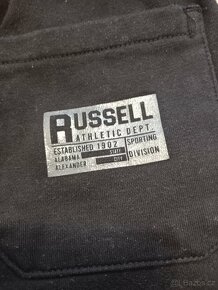 RUSSELL
ATHLETIC DEPT.
ESTABLISHED 1902
SPORTING
ALABAMA
DIVISION
ALEXANDER CITY